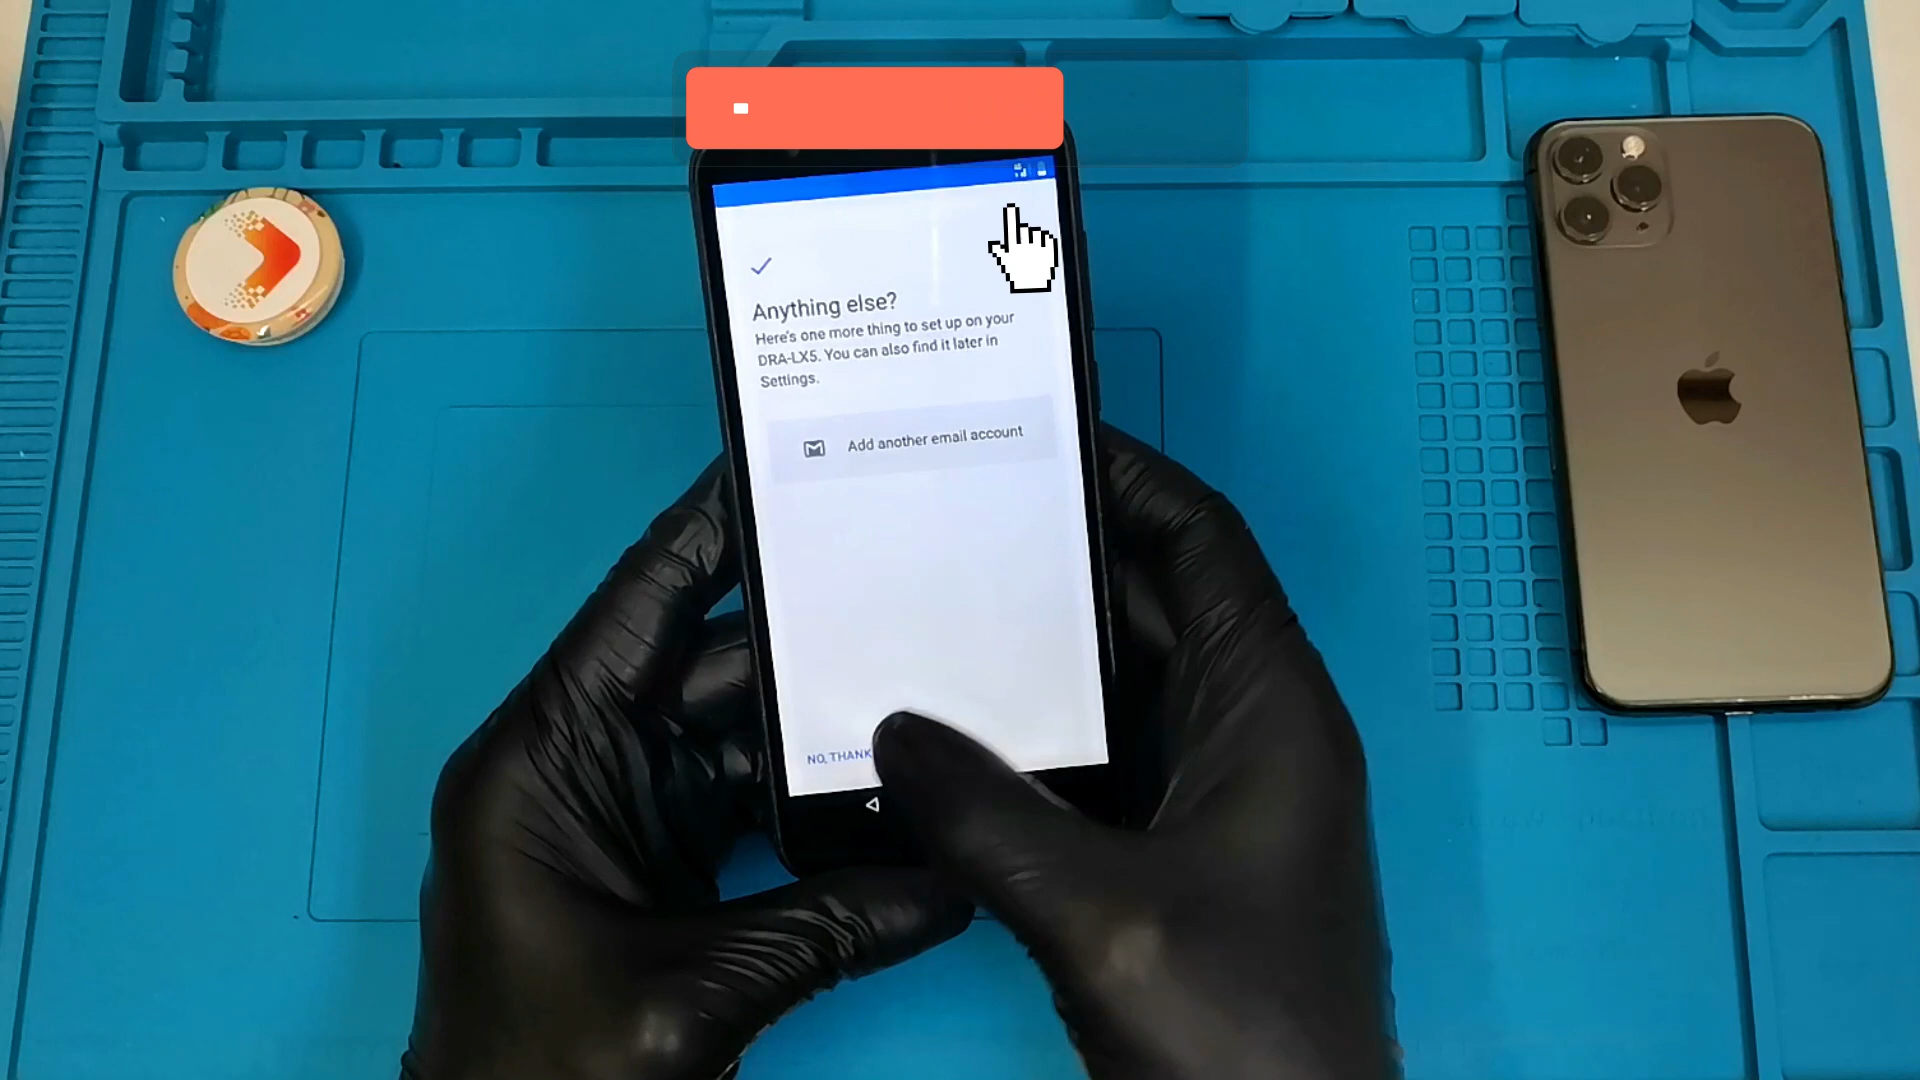 Anything else?
Here's one more thing to set up on your
DRA-LX5. You can also find it later in
Settings.
Add another email account
NO, THANK